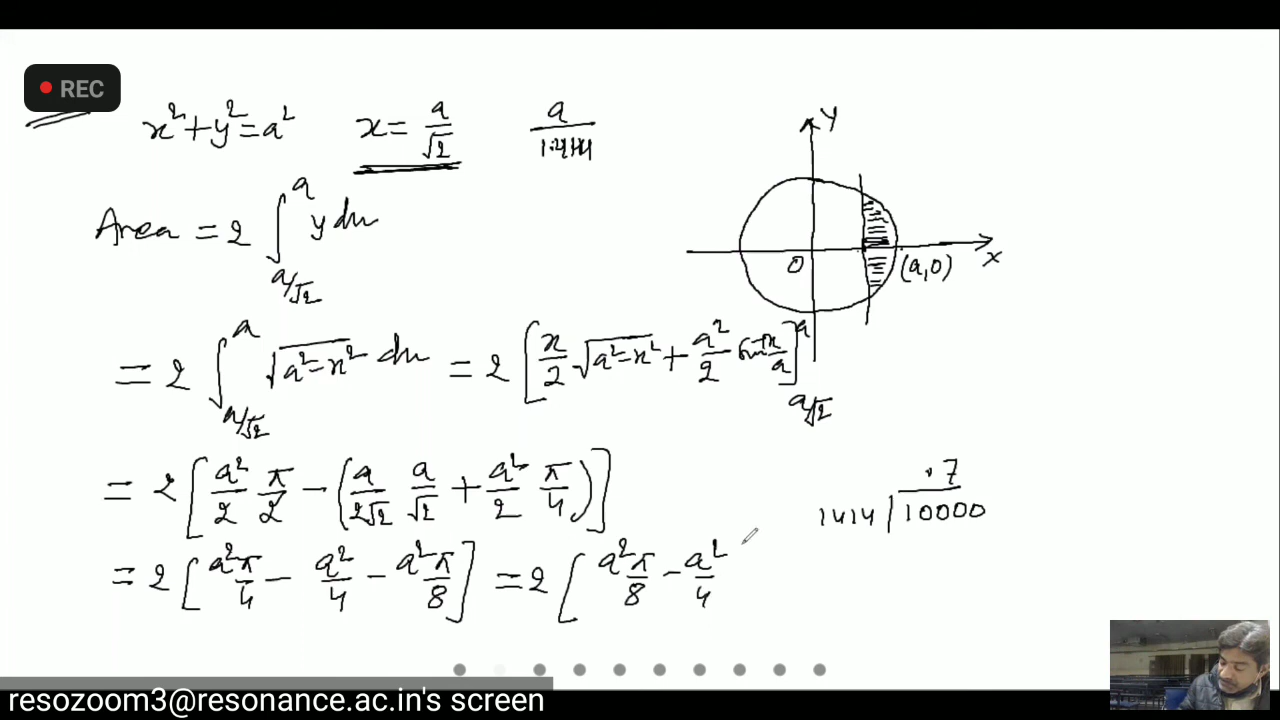 REC
x²+y²=a² x= a/√2 a/1.414
Area = 2 ∫_{a/√2}^{a} y dx
= 2 ∫_{a/√2}^{a} √(a²-x²) dx = 2 [ x/2 √(a²-x²) + a²/2 sin⁻¹ x/a ]_{a/√2}^{a}
= 2 [ a²/2 π/2 - ( a/2√2 a/√2 + a²/2 π/4 ) ]
= 2 [ a²π/4 - a²/4 - a²π/8 ] = 2 [ a²π/8 - a²/4
Y
O
(a,0)
X
.7
1414 | 10000
resozoom3@resonance.ac.in's screen